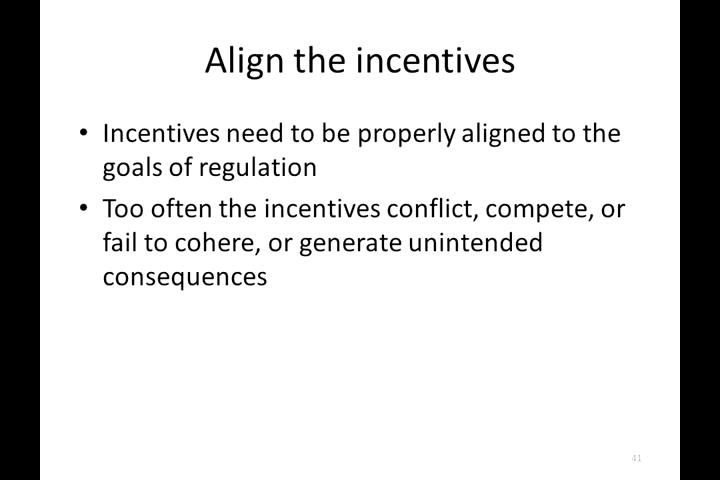 Align the incentives
• Incentives need to be properly aligned to the
goals of regulation
• Too often the incentives conflict, compete, or
fail to cohere, or generate unintended
consequences
41